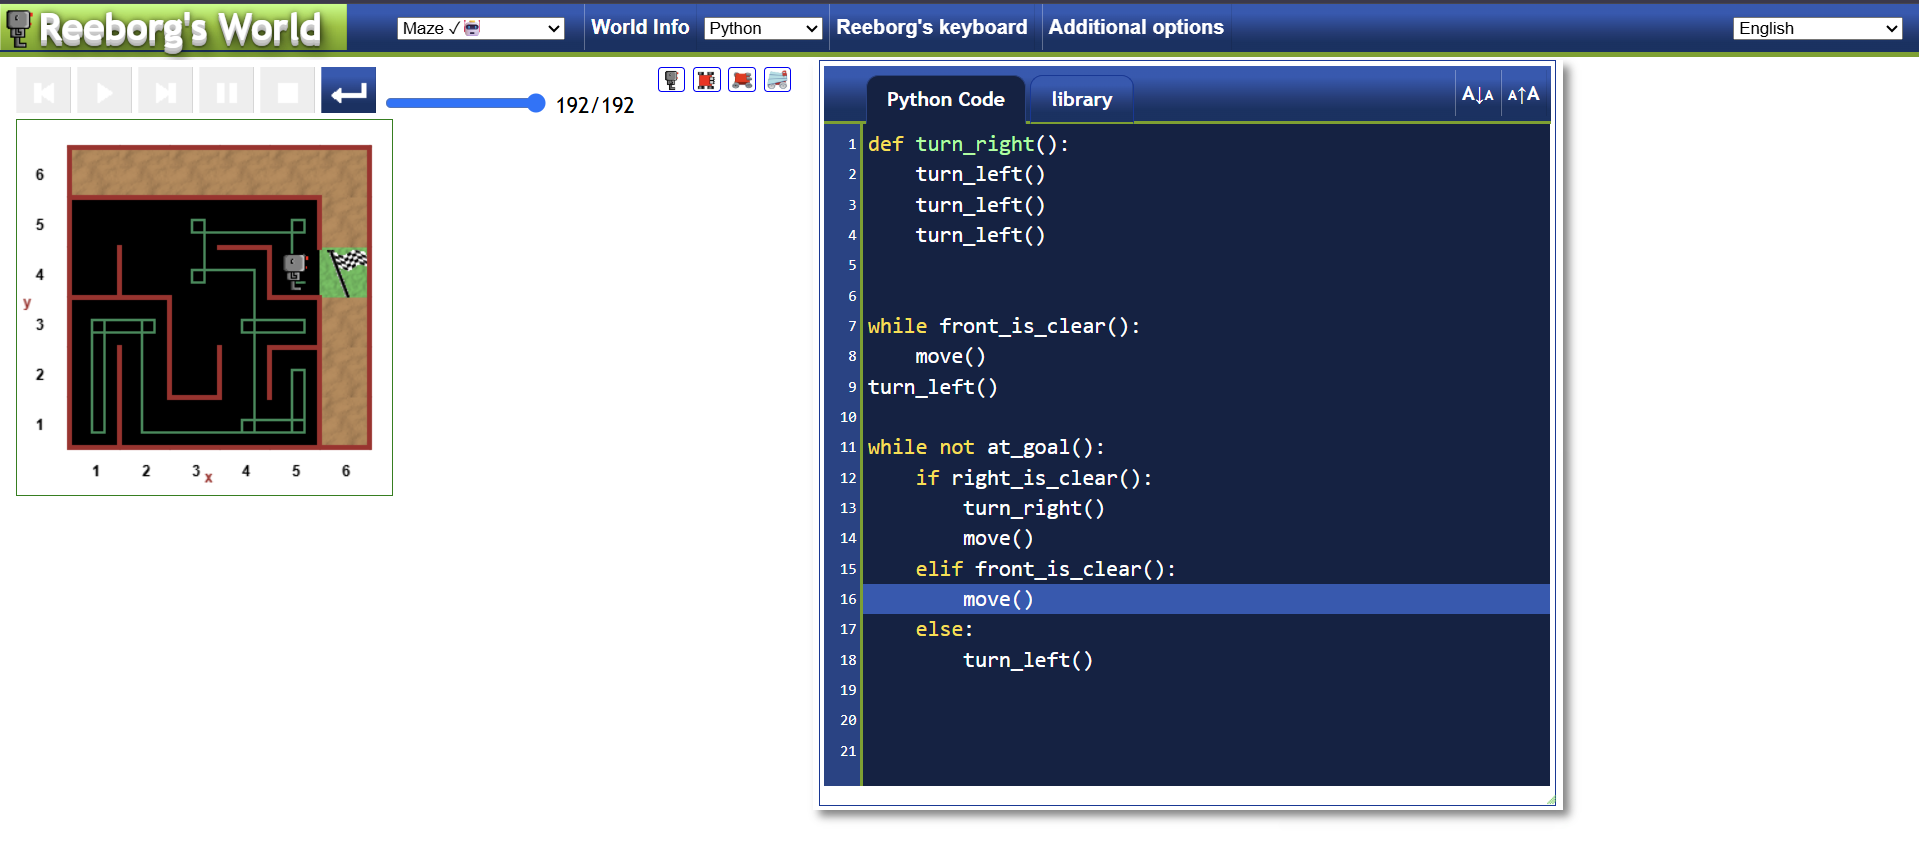 Reeborg's World
Maze ✓🤖
World Info
Python
Reeborg's keyboard
Additional options
English
192/192
Python Code
library
A↓A
A↑A
6
5
4
y
3
2
1
1 2 3 x 4 5 6
1 def turn_right():
2     turn_left()
3     turn_left()
4     turn_left()
5
6
7 while front_is_clear():
8     move()
9 turn_left()
10
11 while not at_goal():
12     if right_is_clear():
13         turn_right()
14         move()
15     elif front_is_clear():
16         move()
17     else:
18         turn_left()
19
20
21